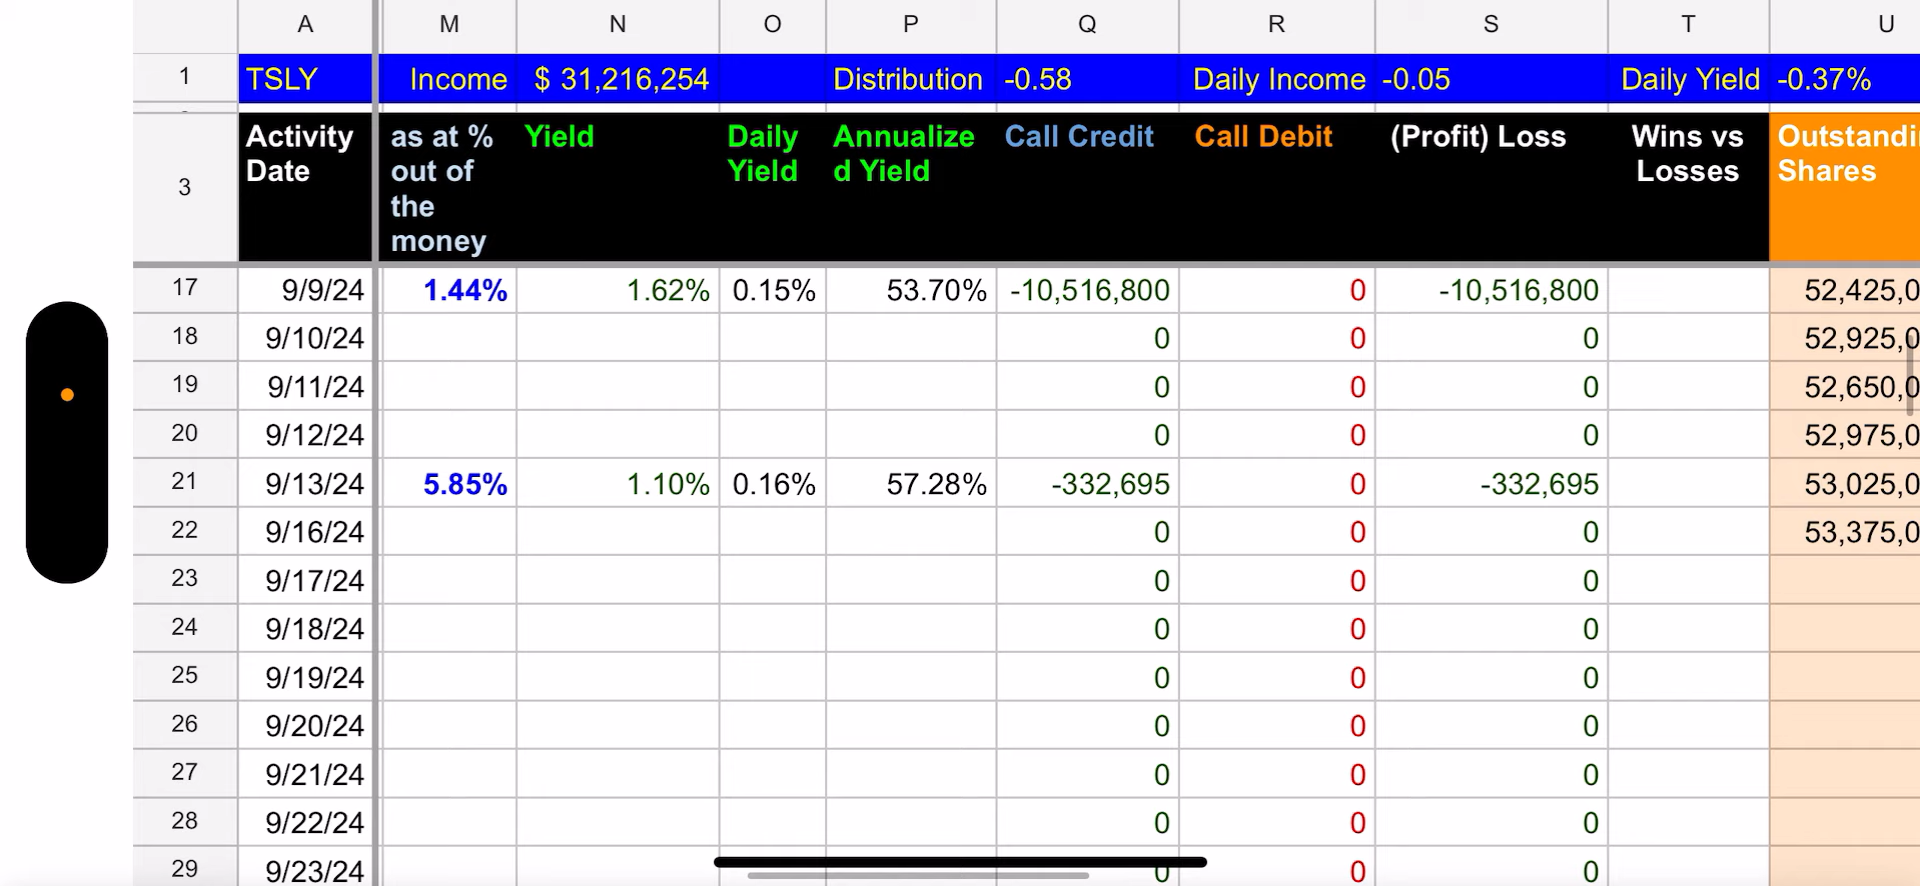 A M N O P Q R S T U
1 TSLY Income $ 31,216,254 Distribution -0.58 Daily Income -0.05 Daily Yield -0.37%
3 Activity Date as at % out of the money Yield Daily Yield Annualize d Yield Call Credit Call Debit (Profit) Loss Wins vs Losses Outstandi Shares
17 9/9/24 1.44% 1.62% 0.15% 53.70% -10,516,800 0 -10,516,800 52,425,0
18 9/10/24 0 0 0 52,925,0
19 9/11/24 0 0 0 52,650,0
20 9/12/24 0 0 0 52,975,0
21 9/13/24 5.85% 1.10% 0.16% 57.28% -332,695 0 -332,695 53,025,0
22 9/16/24 0 0 0 53,375,0
23 9/17/24 0 0 0
24 9/18/24 0 0 0
25 9/19/24 0 0 0
26 9/20/24 0 0 0
27 9/21/24 0 0 0
28 9/22/24 0 0 0
29 9/23/24 0 0 0